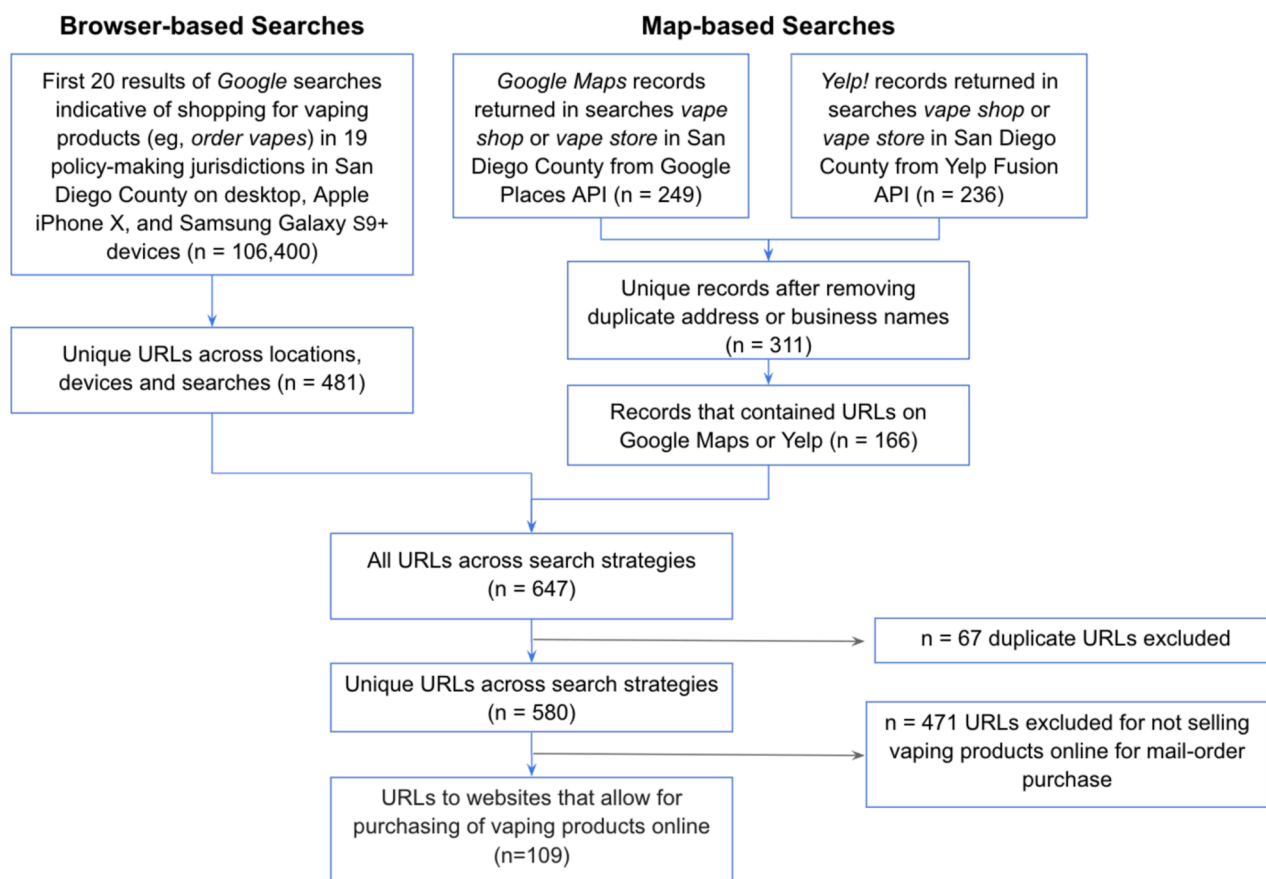 Browser-based Searches
First 20 results of Google searches
indicative of shopping for vaping
products (eg, order vapes) in 19
policy-making jurisdictions in San
Diego County on desktop, Apple
iPhone X, and Samsung Galaxy S9+
devices (n = 106,400)
Unique URLs across locations,
devices and searches (n = 481)
Map-based Searches
Google Maps records
returned in searches vape
shop or vape store in San
Diego County from Google
Places API (n = 249)
Yelp! records returned in
searches vape shop or
vape store in San Diego
County from Yelp Fusion
API (n = 236)
Unique records after removing
duplicate address or business names
(n = 311)
Records that contained URLs on
Google Maps or Yelp (n = 166)
All URLs across search strategies
(n = 647)
n = 67 duplicate URLs excluded
Unique URLs across search strategies
(n = 580)
n = 471 URLs excluded for not selling
vaping products online for mail-order
purchase
URLs to websites that allow for
purchasing of vaping products online
(n=109)